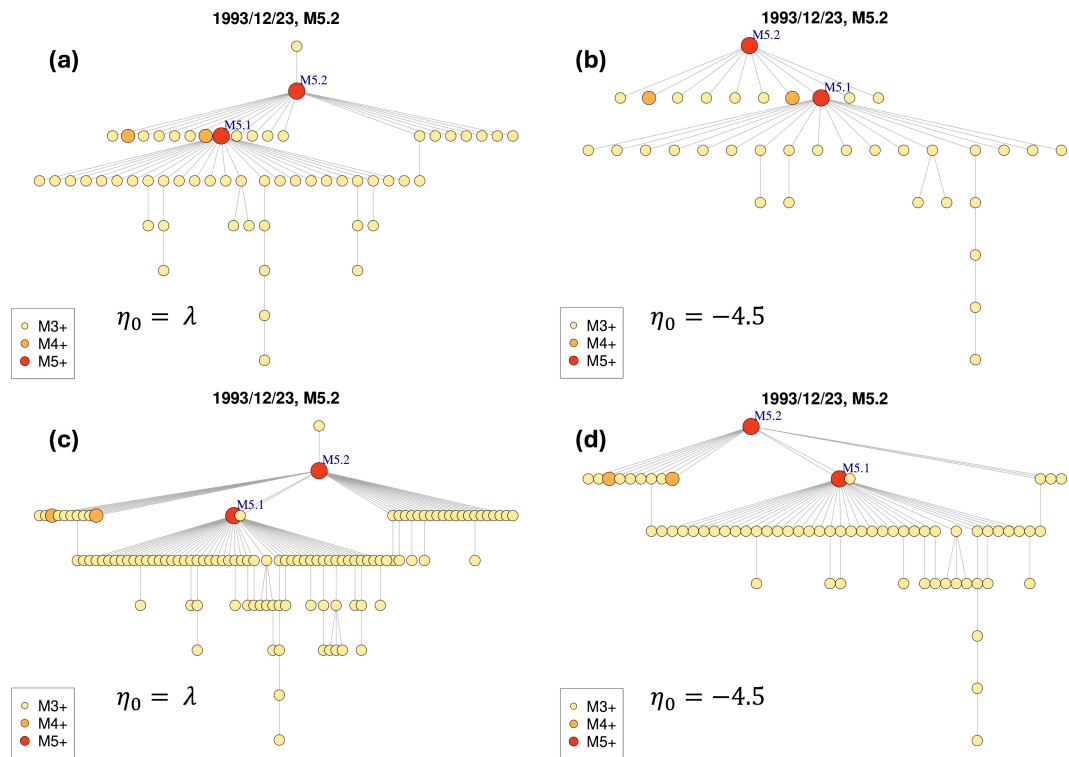 1993/12/23, M5.2
(a)
M5.2
M5.1
M3+
M4+
M5+
η₀ = λ
1993/12/23, M5.2
(b)
M5.2
M5.1
M3+
M4+
M5+
η₀ = −4.5
1993/12/23, M5.2
(c)
M5.2
M5.1
M3+
M4+
M5+
η₀ = λ
1993/12/23, M5.2
(d)
M5.2
M5.1
M3+
M4+
M5+
η₀ = −4.5